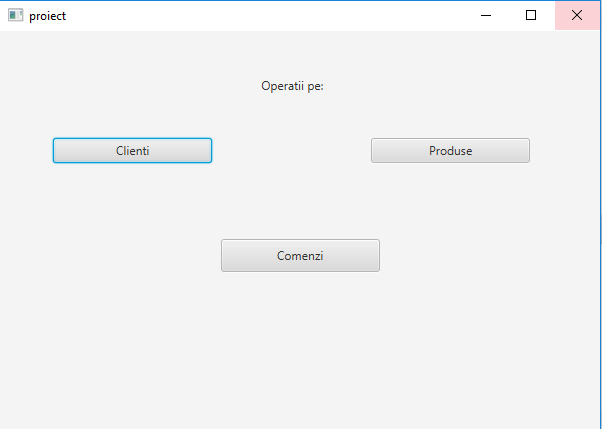 proiect
Operatii pe:
Clienti
Produse
Comenzi